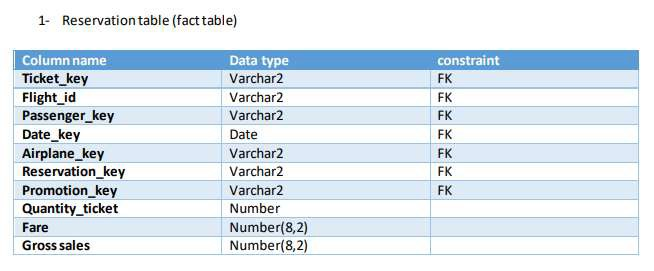 1- Reservation table (fact table)
Column name Data type constraint
Ticket_key Varchar2 FK
Flight_id Varchar2 FK
Passenger_key Varchar2 FK
Date_key Date FK
Airplane_key Varchar2 FK
Reservation_key Varchar2 FK
Promotion_key Varchar2 FK
Quantity_ticket Number
Fare Number(8,2)
Gross sales Number(8,2)